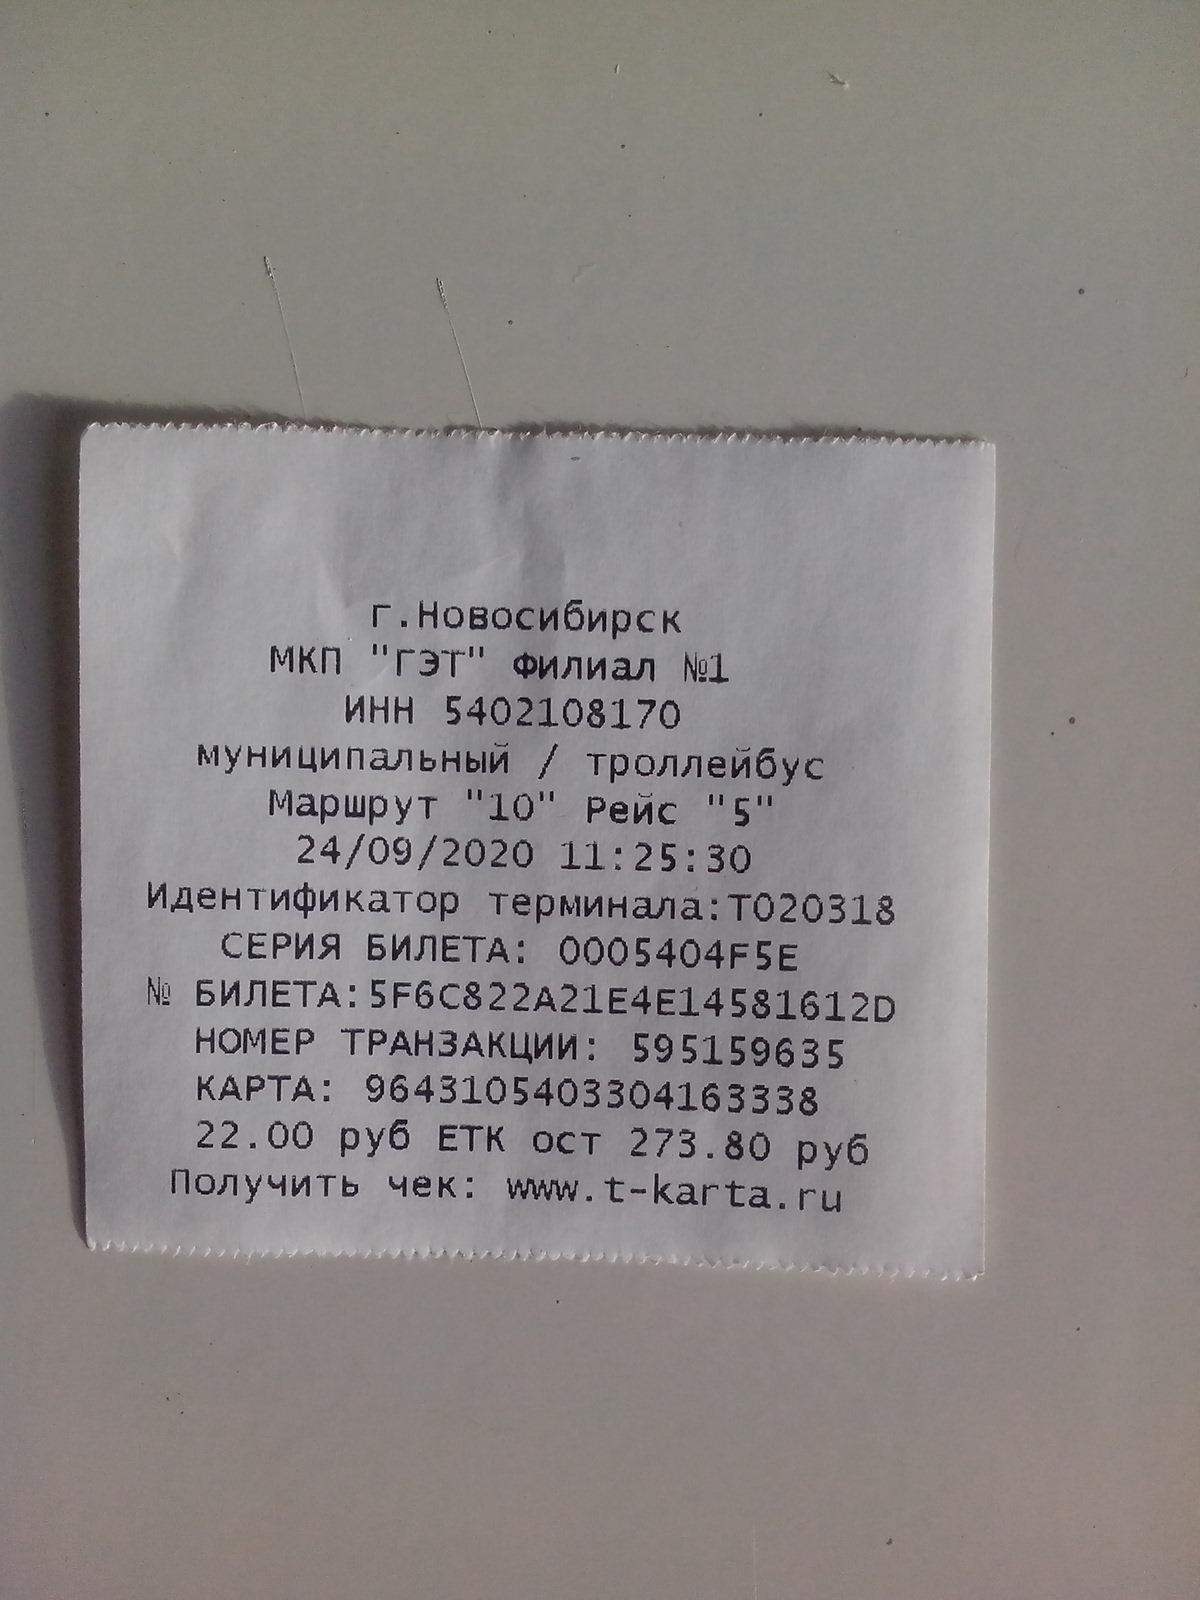 г.Новосибирск
МКП "ГЭТ" Филиал №1
ИНН 5402108170
муниципальный / троллейбус
Маршрут "10" Рейс "5"
24/09/2020 11:25:30
Идентификатор терминала:Т020318
СЕРИЯ БИЛЕТА: 0005404F5E
№ БИЛЕТА:5F6C822A21E4E14581612D
НОМЕР ТРАНЗАКЦИИ: 595159635
КАРТА: 9643105403304163338
22.00 руб ЕТК ост 273.80 руб
Получить чек: www.t-karta.ru